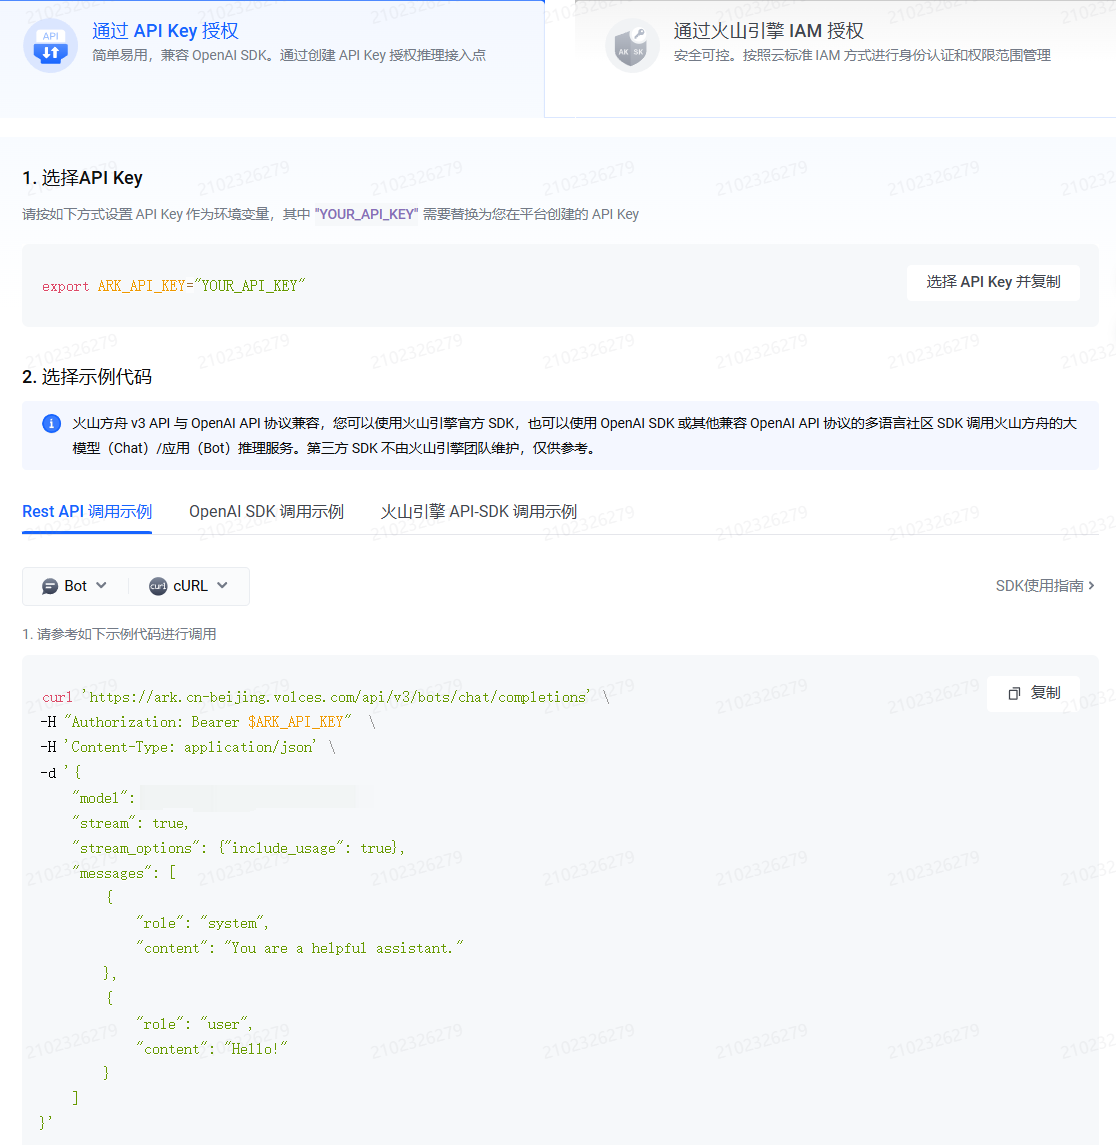 通过 API Key 授权
简单易用，兼容 OpenAI SDK。通过创建 API Key 授权推理接入点
通过火山引擎 IAM 授权
安全可控。按照云标准 IAM 方式进行身份认证和权限范围管理
API
AK SK
1. 选择API Key
请按如下方式设置 API Key 作为环境变量，其中 "YOUR_API_KEY" 需要替换为您在平台创建的 API Key
export ARK_API_KEY="YOUR_API_KEY"
选择 API Key 并复制
2. 选择示例代码
火山方舟 v3 API 与 OpenAI API 协议兼容，您可以使用火山引擎官方 SDK，也可以使用 OpenAI SDK 或其他兼容 OpenAI API 协议的多语言社区 SDK 调用火山方舟的大
模型（Chat）/应用（Bot）推理服务。第三方 SDK 不由火山引擎团队维护，仅供参考。
Rest API 调用示例 OpenAI SDK 调用示例 火山引擎 API-SDK 调用示例
Bot curl cURL SDK使用指南
1. 请参考如下示例代码进行调用
复制
curl 'https://ark.cn-beijing.volces.com/api/v3/bots/chat/completions' \
-H "Authorization: Bearer $ARK_API_KEY"  \
-H 'Content-Type: application/json' \
-d '{
    "model":
    "stream": true,
    "stream_options": {"include_usage": true},
    "messages": [
        {
            "role": "system",
            "content": "You are a helpful assistant."
        },
        {
            "role": "user",
            "content": "Hello!"
        }
    ]
}'
2102326279